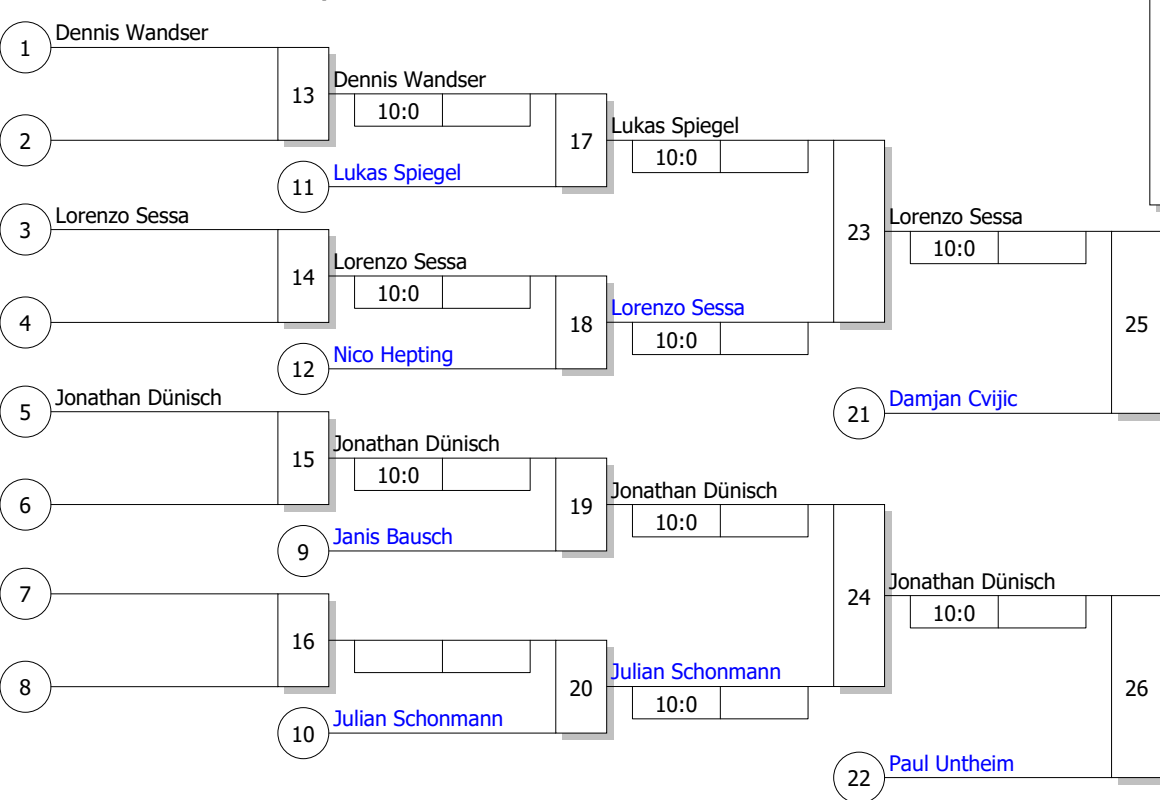 Dennis Wandser
1
Dennis Wandser
13
10:0
Lukas Spiegel
2
17
10:0
Lukas Spiegel
11
Lorenzo Sessa
3
Lorenzo Sessa
23
10:0
Lorenzo Sessa
14
10:0
Lorenzo Sessa
4
18
25
10:0
Nico Hepting
12
Jonathan Dünisch
5
Damjan Cvijic
21
Jonathan Dünisch
15
10:0
Jonathan Dünisch
6
19
10:0
Janis Bausch
9
Jonathan Dünisch
7
24
10:0
16
Julian Schonmann
8
20
26
10:0
Julian Schonmann
10
Paul Untheim
22